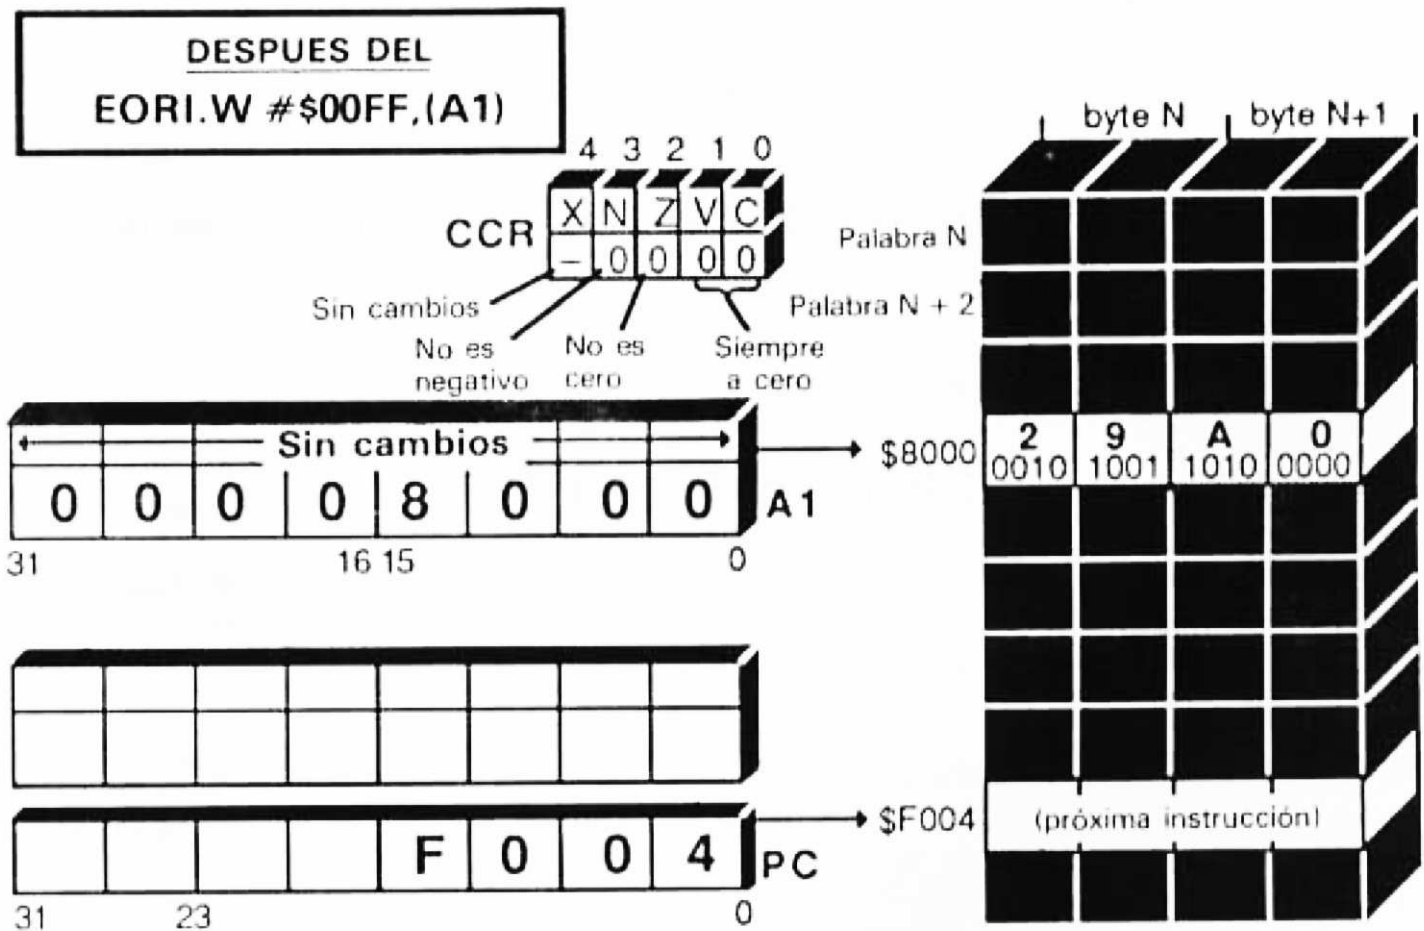 DESPUES DEL
EORI.W #$00FF,(A1)
byte N byte N+1
4 3 2 1 0
X N Z V C
CCR
– 0 0 0 0
Palabra N
Palabra N + 2
Sin cambios
No es
negativo
No es
cero
Siempre
a cero
Sin cambios
0 0 0 0 8 0 0 0 A1
31 16 15 0
$8000
2 9 A 0
0010 1001 1010 0000
F 0 0 4 PC
31 23 0
$F004
(próxima instrucción)